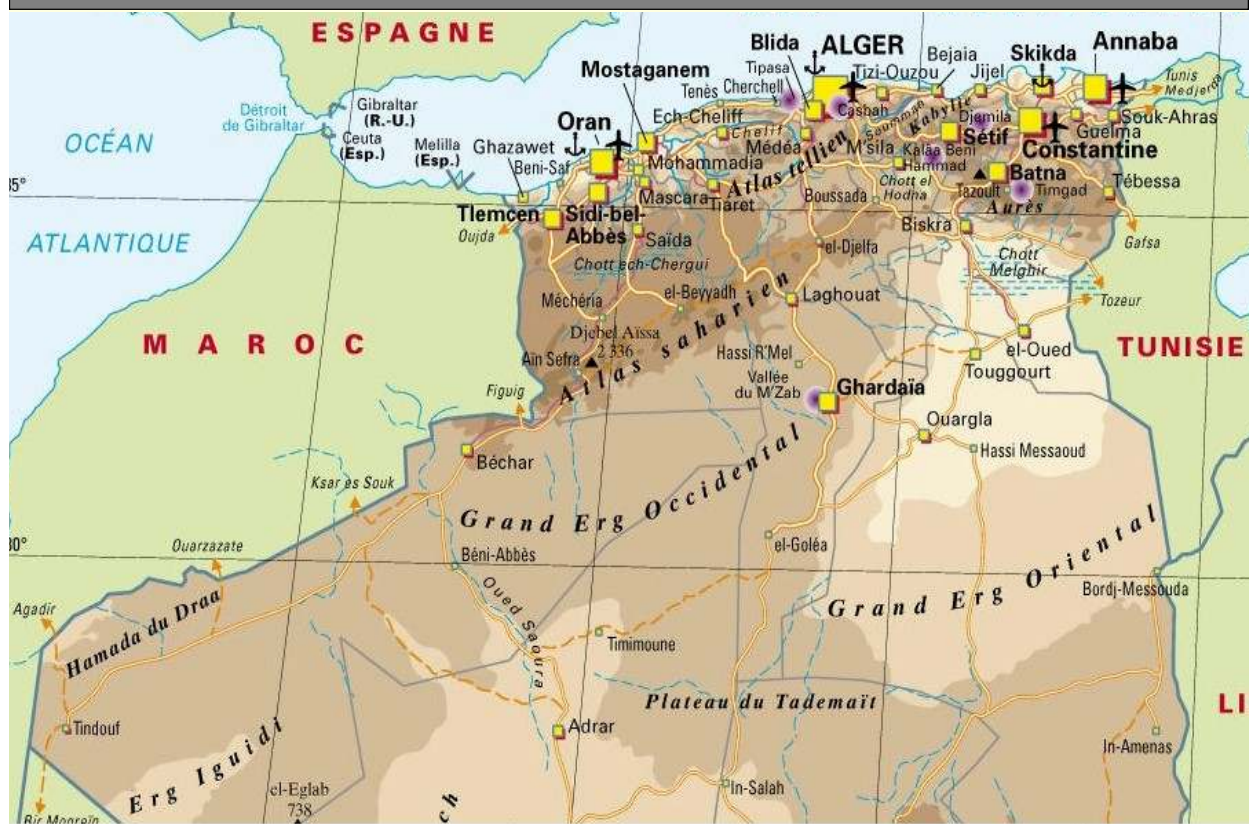 ESPAGNE
Blida
ALGER
Bejaia
Skikda
Annaba
Mostaganem
Tipasa
Cherchell
Tizi-Ouzou
Jijel
Tunis
Medjerda
Tenès
Casbah
Soummam
Kabylie
Djemila
Détroit
de Gibraltar
Gibraltar
(R.-U.)
Ceuta
(Esp.)
Melilla
(Esp.)
Ghazawet
Oran
Ech-Cheliff
Chelif
Médéa
M'sila
Sétif
Guelma
Souk-Ahras
Constantine
Kalâa Beni
Hammad
OCÉAN
ATLANTIQUE
Beni-Saf
Mohammadia
Mascara
Tiaret
Atlas tellien
Boussada
Chott el
Hodna
Batna
Tazoult
Timgad
Tébessa
Aurès
Tlemcen
Sidi-bel-
Abbès
Oujda
Saïda
Biskra
Gafsa
el-Djelfa
Chott
Melghir
Chott ech-Chergui
Méchéria
el-Beyyadh
Laghouat
Tozeur
MAROC
Djebel Aïssa
2 336
Aïn Sefra
Atlas saharien
Hassi R'Mel
Vallée
du M'Zab
Ghardaïa
el-Oued
Touggourt
TUNISIE
Figuig
Béchar
Ouargla
Hassi Messaoud
Ksar es Souk
Grand Erg Occidental
30°
Ouarzazate
Béni-Abbès
el-Goléa
Oued Saoura
Grand Erg Oriental
Bordj-Messouda
Agadir
Hamada du Draa
Timimoune
Plateau du Tademaït
Tindouf
Adrar
LI
In-Amenas
Erg Iguidi
el-Eglab
738
ch
In-Salah